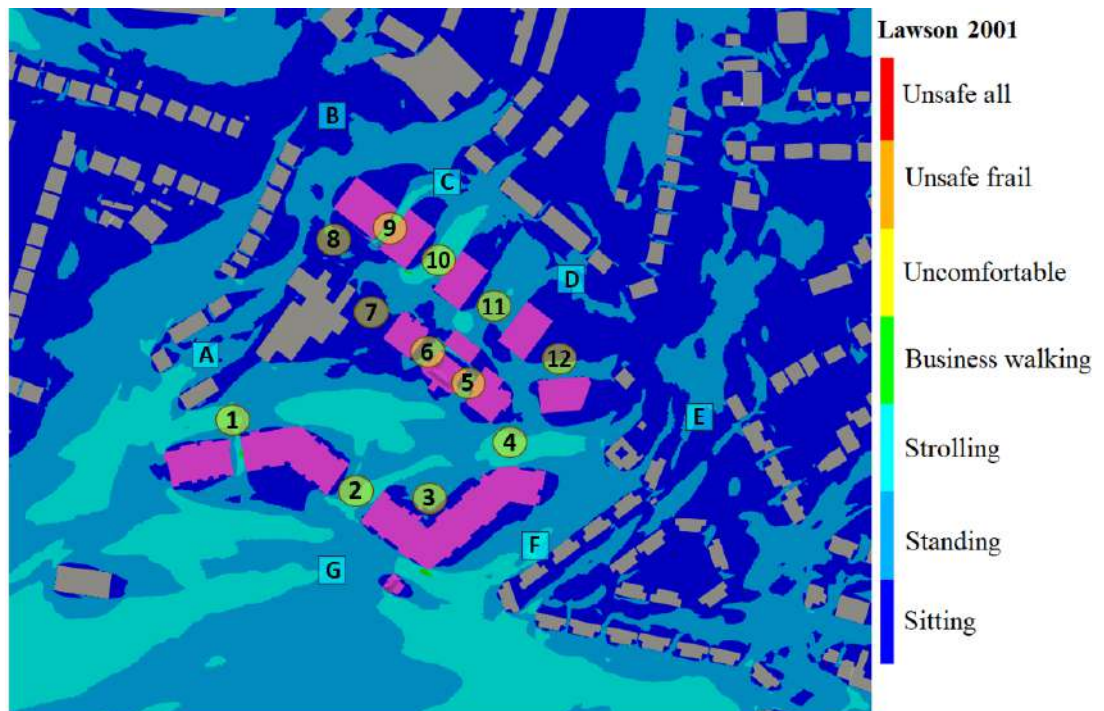 Lawson 2001
Unsafe all
Unsafe frail
Uncomfortable
Business walking
Strolling
Standing
Sitting
B
C
9
8
10
D
11
7
A
6
12
5
1
E
4
2
3
F
G